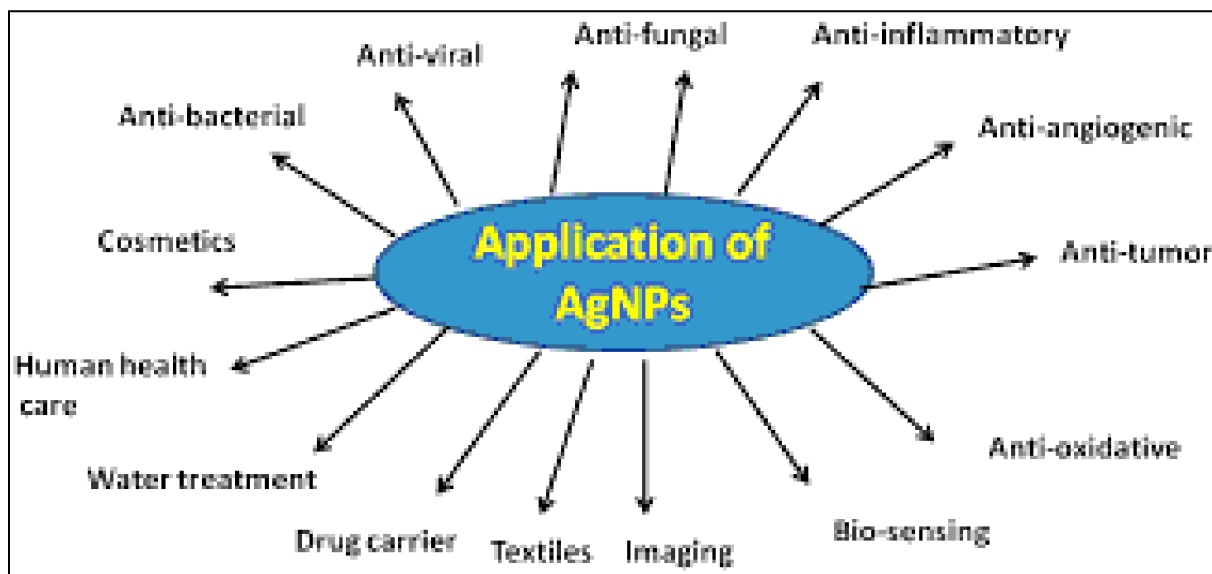 Anti-fungal
Anti-inflammatory
Anti-viral
Anti-bacterial
Anti-angiogenic
Application of
AgNPs
Cosmetics
Anti-tumor
Human health
care
Water treatment
Anti-oxidative
Drug carrier
Textiles
Imaging
Bio-sensing